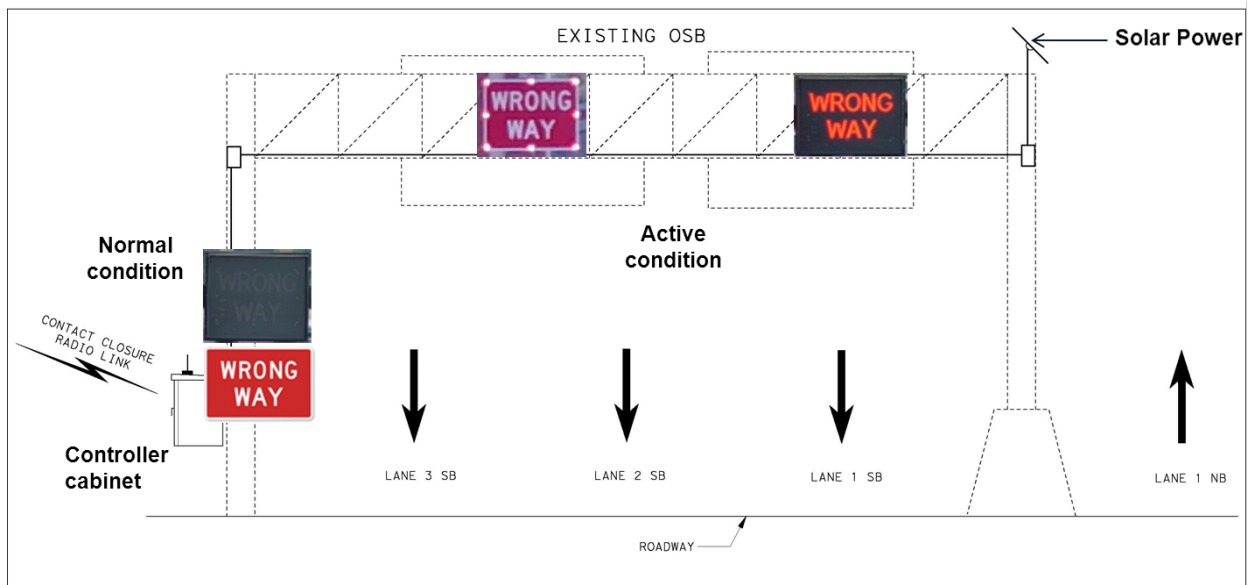 EXISTING OSB
Solar Power
WRONG
WAY
WRONG
WAY
Normal
condition
Active
condition
WRONG
WAY
CONTACT CLOSURE
RADIO LINK
WRONG
WAY
Controller
cabinet
LANE 3 SB
LANE 2 SB
LANE 1 SB
LANE 1 NB
ROADWAY